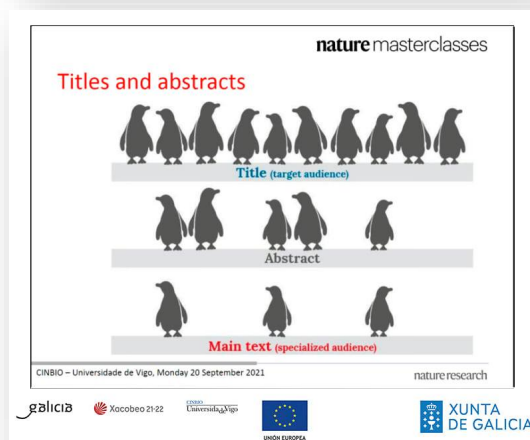 nature masterclasses
Titles and abstracts
Title (target audience)
Abstract
Main text (specialized audience)
CINBIO – Universidade de Vigo, Monday 20 September 2021
nature research
galicia
Xacobeo 21·22
CINBIO
Universidade Vigo
UNIÓN EUROPEA
XUNTA
DE GALICIA